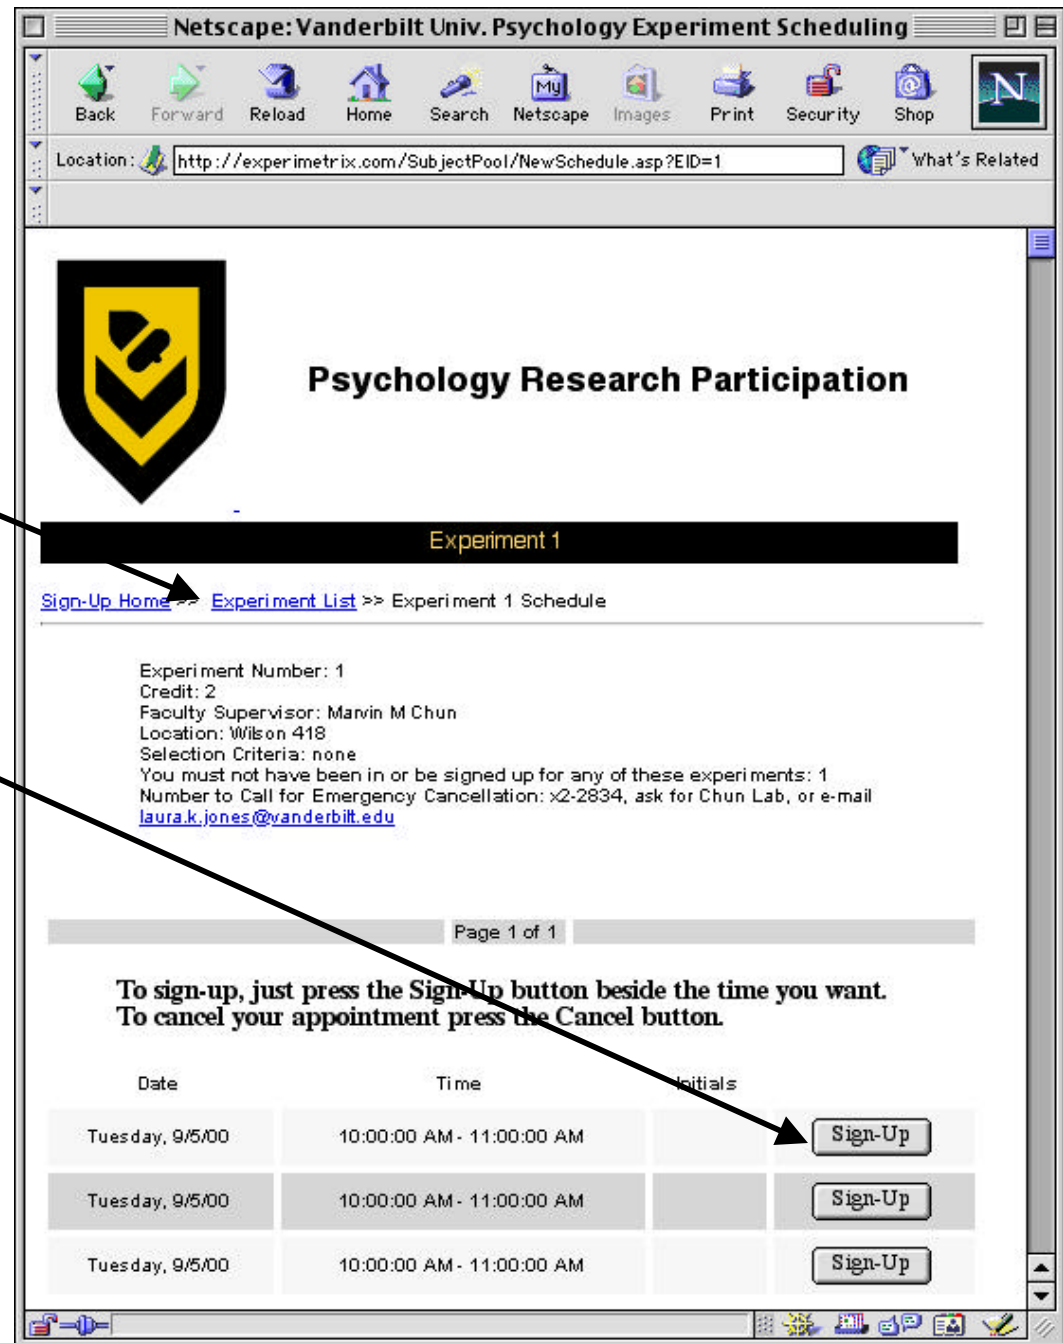 Netscape: Vanderbilt Univ. Psychology Experiment Scheduling
Back Forward Reload Home Search Netscape Images Print Security Shop
My
N
Location: http://experimetrix.com/SubjectPool/NewSchedule.asp?EID=1 What's Related
Psychology Research Participation
Experiment 1
Sign-Up Home >> Experiment List >> Experiment 1 Schedule
Experiment Number: 1
Credit: 2
Faculty Supervisor: Marvin M Chun
Location: Wilson 418
Selection Criteria: none
You must not have been in or be signed up for any of these experiments: 1
Number to Call for Emergency Cancellation: x2-2834, ask for Chun Lab, or e-mail
laura.k.jones@vanderbilt.edu
Page 1 of 1
To sign-up, just press the Sign-Up button beside the time you want.
To cancel your appointment press the Cancel button.
Date Time Initials
Tuesday, 9/5/00 10:00:00 AM - 11:00:00 AM Sign-Up
Tuesday, 9/5/00 10:00:00 AM - 11:00:00 AM Sign-Up
Tuesday, 9/5/00 10:00:00 AM - 11:00:00 AM Sign-Up